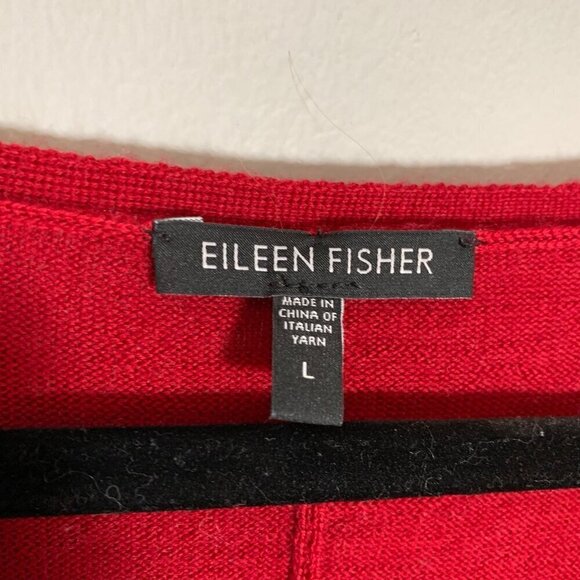 EILEEN FISHER
MADE IN
CHINA OF
ITALIAN
YARN
L